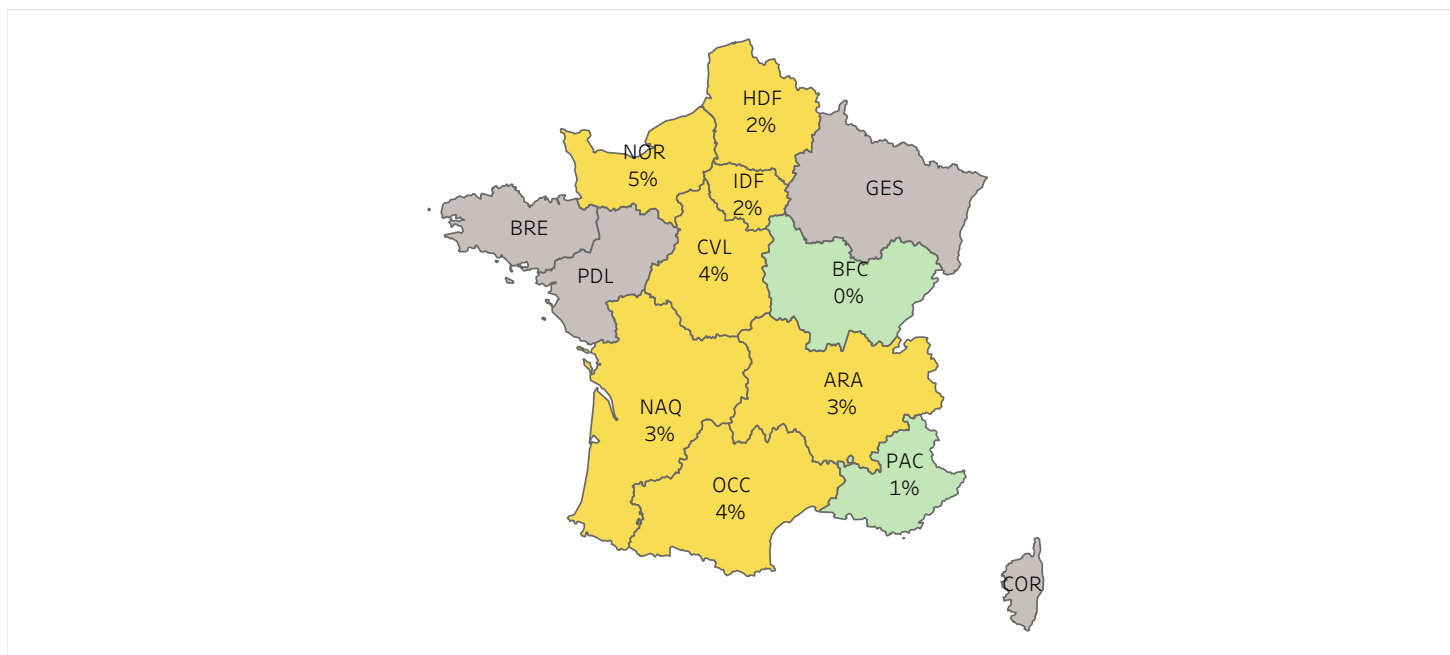 HDF
2%
NOR
5%
IDF
2%
GES
BRE
CVL
4%
PDL
BFC
0%
ARA
3%
NAQ
3%
PAC
1%
OCC
4%
COR